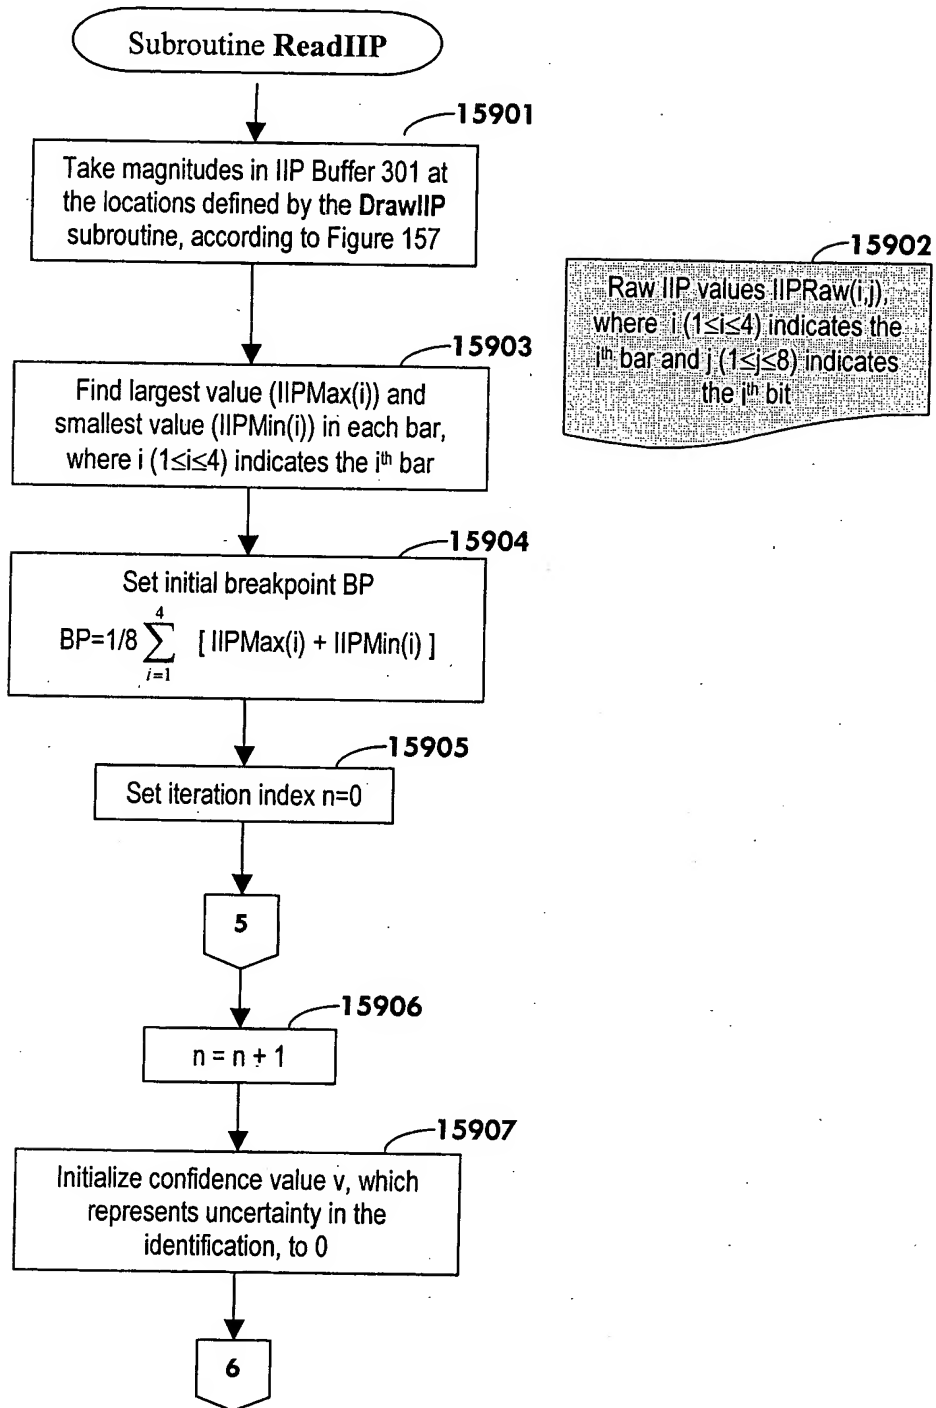 Subroutine ReadIIP
15901
Take magnitudes in IIP Buffer 301 at
the locations defined by the DrawIIP
subroutine, according to Figure 157
15902
Raw IIP values IIPRaw(i,j),
where i (1≤i≤4) indicates the
iᵗʰ bar and j (1≤j≤8) indicates
the iᵗʰ bit
15903
Find largest value (IIPMax(i)) and
smallest value (IIPMin(i)) in each bar,
where i (1≤i≤4) indicates the iᵗʰ bar
15904
Set initial breakpoint BP
4
BP=1/8 ∑ [ IIPMax(i) + IIPMin(i) ]
i=1
15905
Set iteration index n=0
5
15906
n = n + 1
15907
Initialize confidence value v, which
represents uncertainty in the
identification, to 0
6